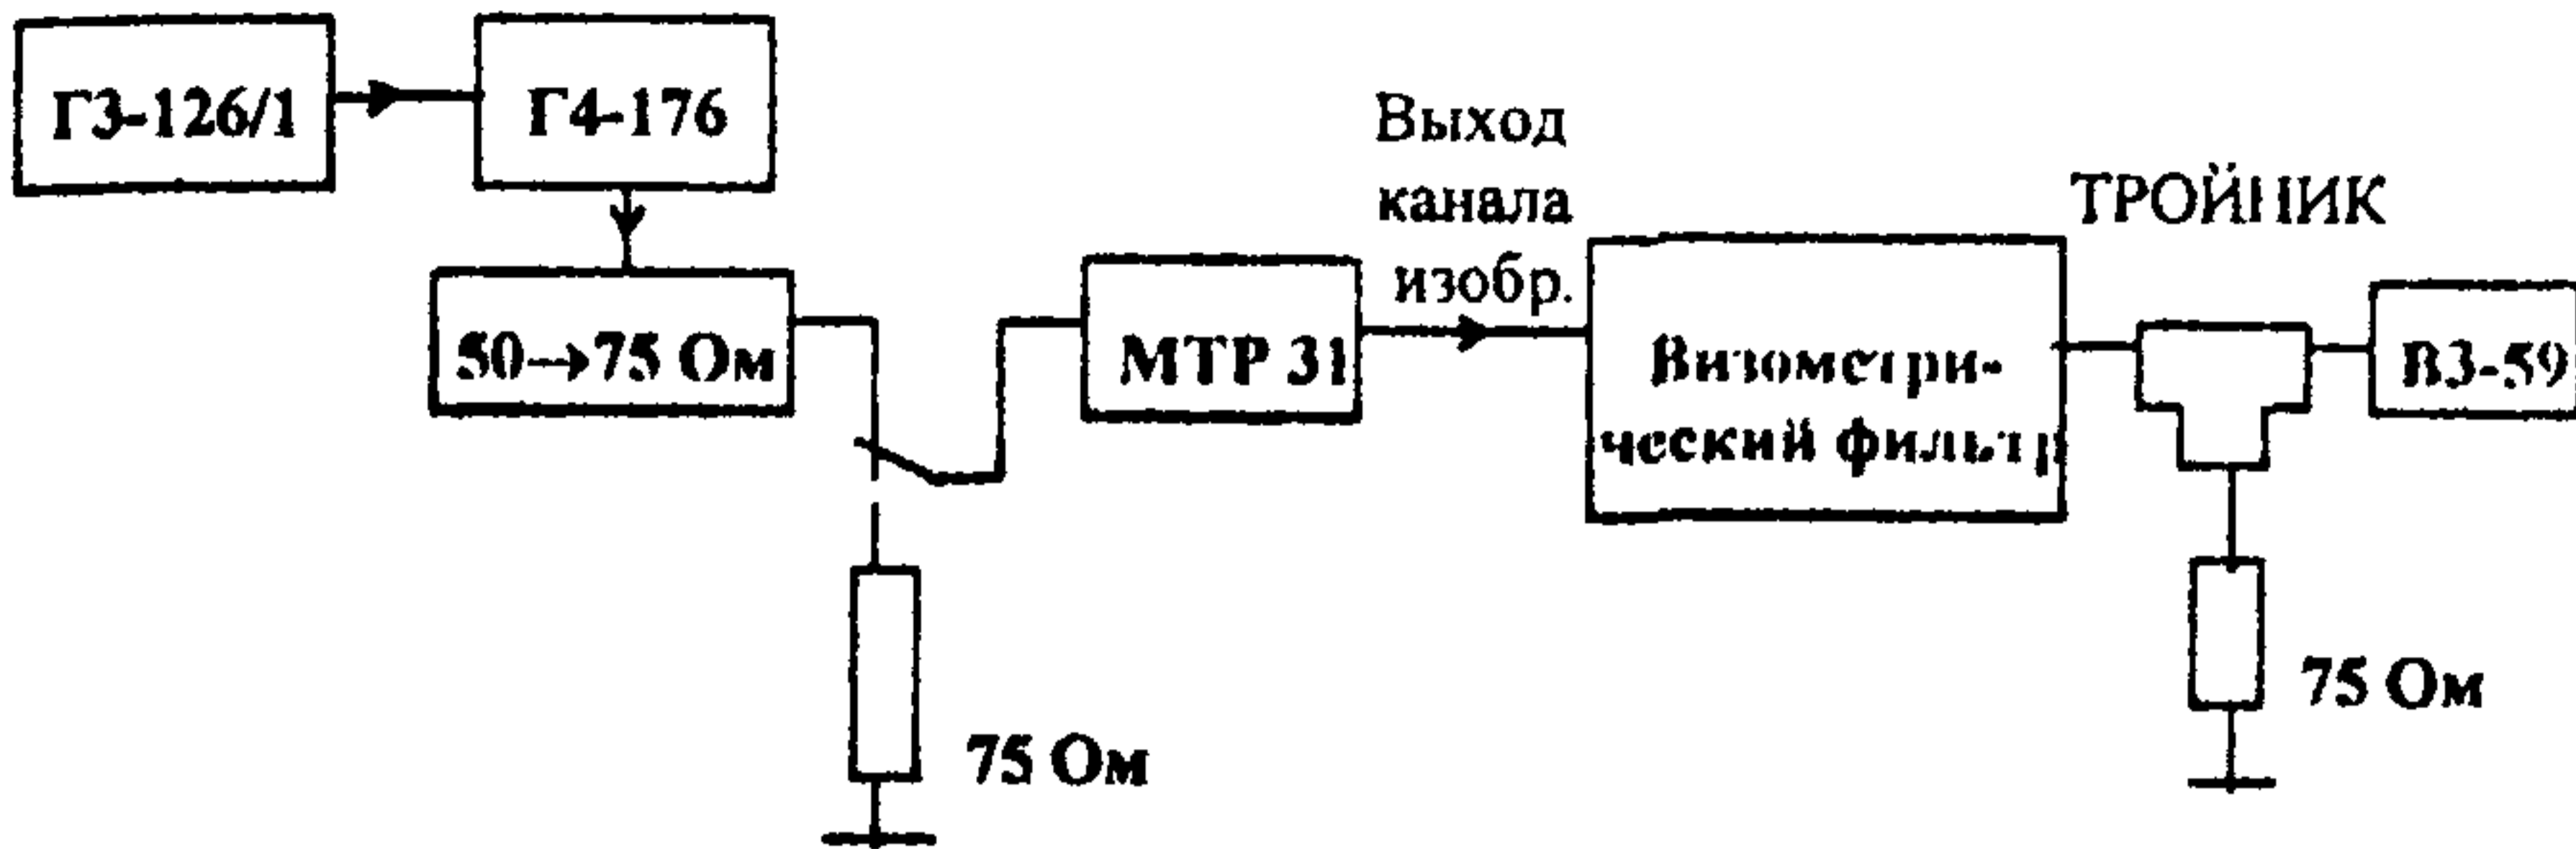 Г3-126/1
Г4-176
Выход
канала
изобр.
ТРОЙНИК
50→75 Ом
МТР 31
Визометри-
ческий фильтр
В3-59
75 Ом
75 Ом